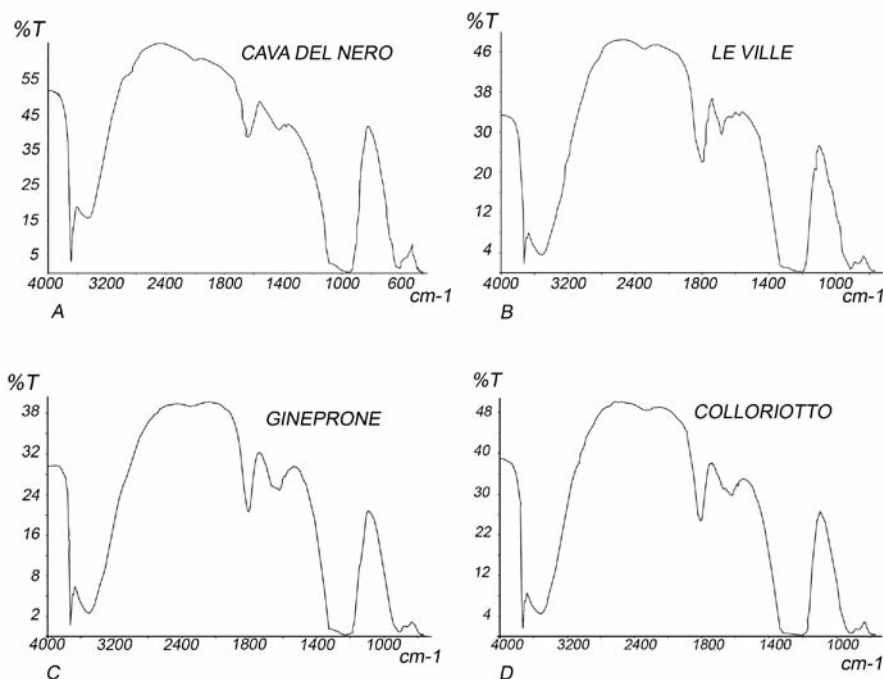 %T
CAVA DEL NERO
55
45
35
25
15
5
4000 3200 2400 1800 1400 1000 600
cm-1
A
%T
LE VILLE
46
40
30
20
12
4
4000 3200 2400 1800 1400 1000
cm-1
B
%T
GINEPRONE
38
32
24
16
8
2
4000 3200 2400 1800 1400 1000
cm-1
C
%T
COLLORIOTTO
48
40
30
22
12
4
4000 3200 2400 1800 1400 1000
cm-1
D